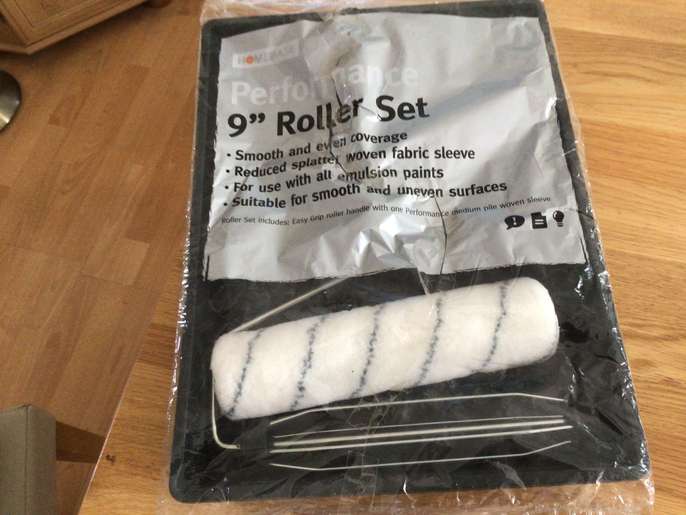 HOMEBASE
Performance
9” Roller Set
• Smooth and even coverage
• Reduced splatter woven fabric sleeve
• For use with all emulsion paints
• Suitable for smooth and uneven surfaces
Roller Set includes: Easy Grip roller handle with one Performance medium pile woven sleeve